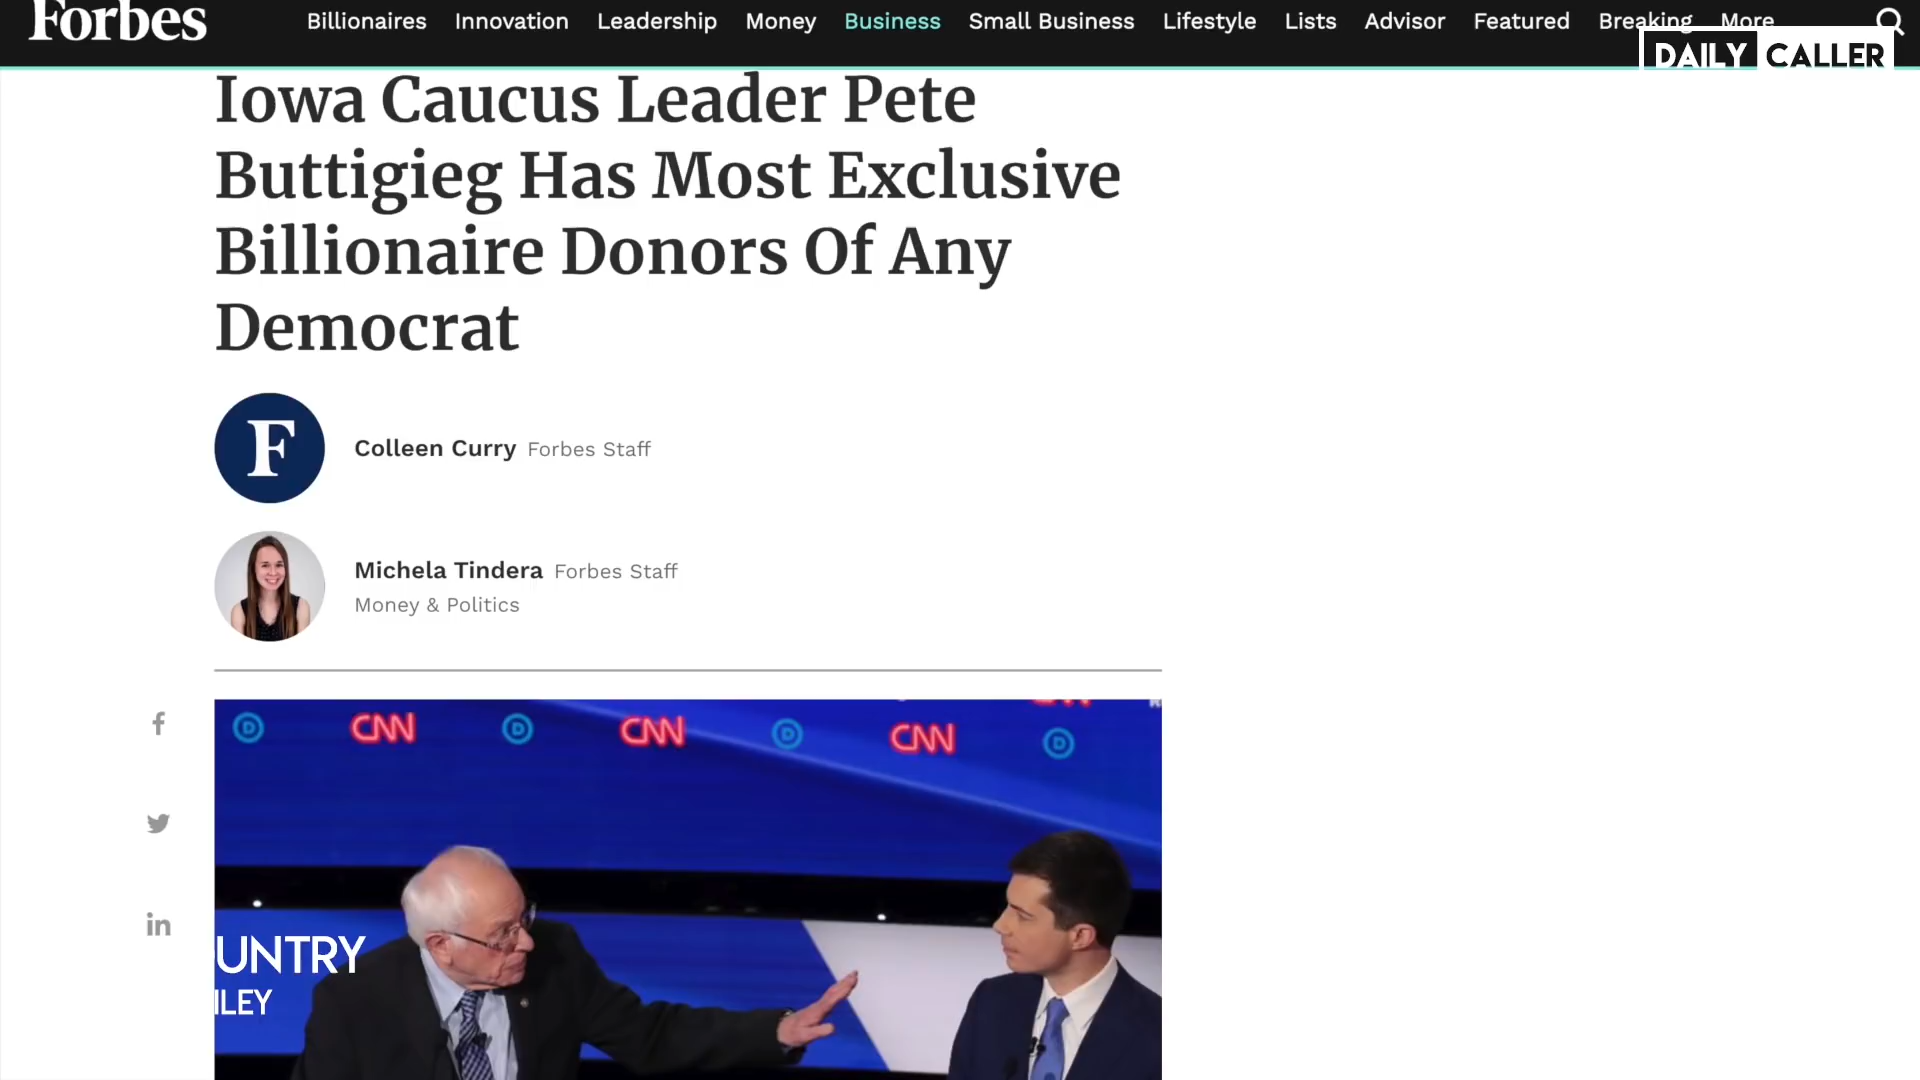 Forbes
Billionaires Innovation Leadership Money Business Small Business Lifestyle Lists Advisor Featured Breaking More
DAILY CALLER
Iowa Caucus Leader Pete
Buttigieg Has Most Exclusive
Billionaire Donors Of Any
Democrat
F
Colleen Curry Forbes Staff
Michela Tindera Forbes Staff
Money & Politics
f
in
D CNN D CNN D CNN D
UNTRY
ILEY